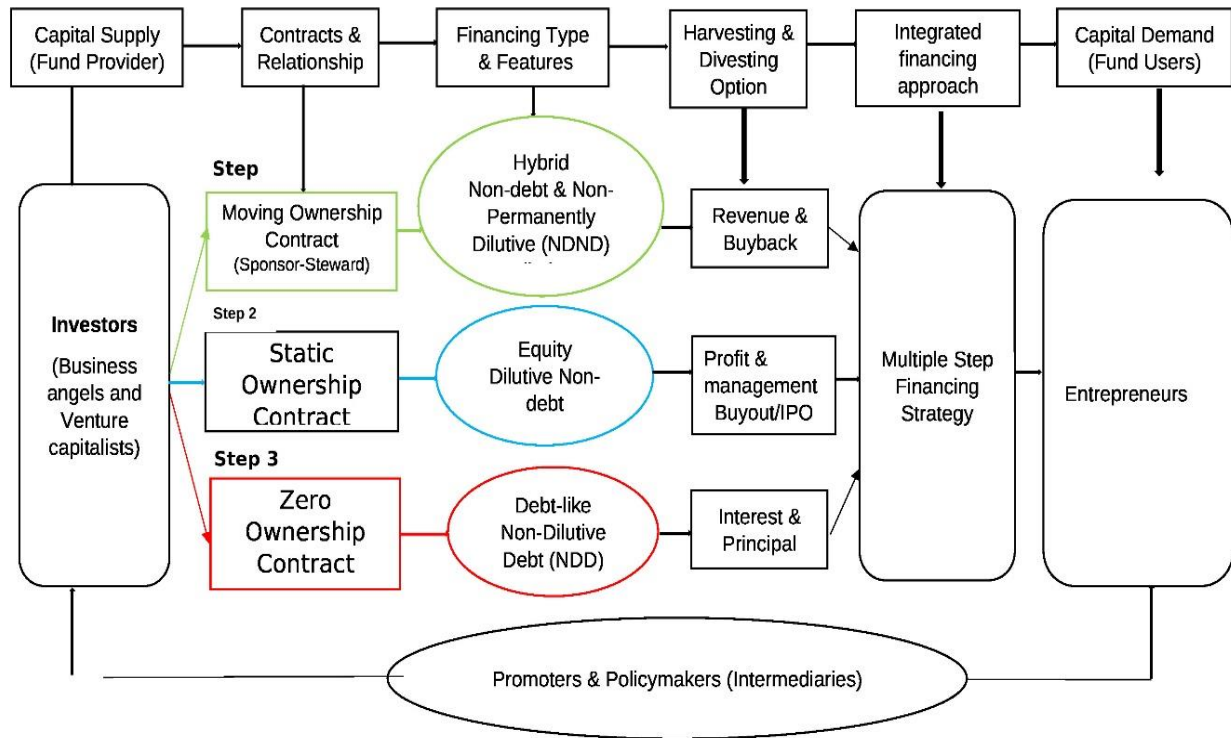 Capital Supply
(Fund Provider)
Contracts &
Relationship
Financing Type
& Features
Harvesting &
Divesting
Option
Integrated
financing
approach
Capital Demand
(Fund Users)
Step
Moving Ownership
Contract
(Sponsor-Steward)
Hybrid
Non-debt & Non-
Permanently
Dilutive (NDND)
Revenue &
Buyback
Investors
(Business
angels and
Venture
capitalists)
Step 2
Static
Ownership
Contract
Equity
Dilutive Non-
debt
Profit &
management
Buyout/IPO
Multiple Step
Financing
Strategy
Entrepreneurs
Step 3
Zero
Ownership
Contract
Debt-like
Non-Dilutive
Debt (NDD)
Interest &
Principal
Promoters & Policymakers (Intermediaries)